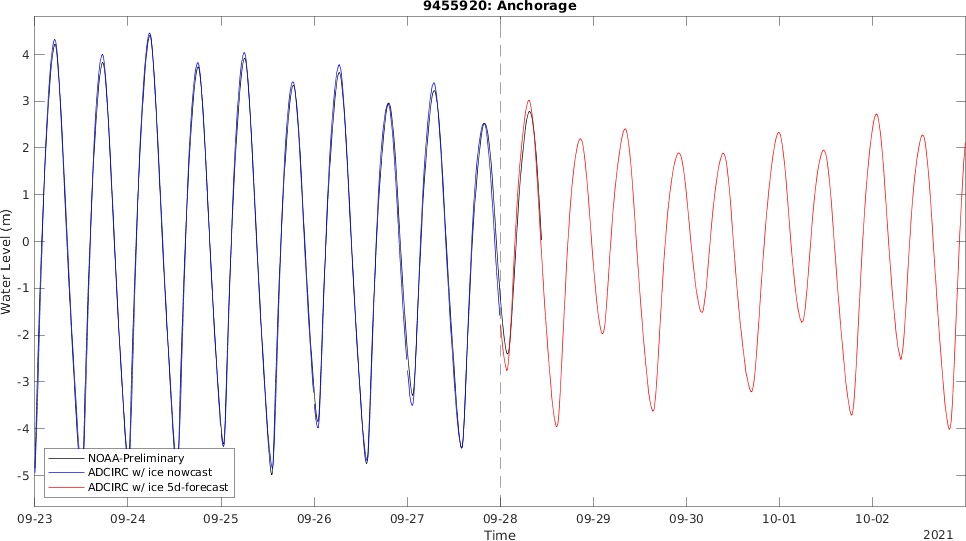 9455920: Anchorage
Water Level (m)
4
3
2
1
0
-1
-2
-3
-4
-5
NOAA-Preliminary
ADCIRC w/ ice nowcast
ADCIRC w/ ice 5d-forecast
09-23 09-24 09-25 09-26 09-27 09-28 09-29 09-30 10-01 10-02
Time
2021